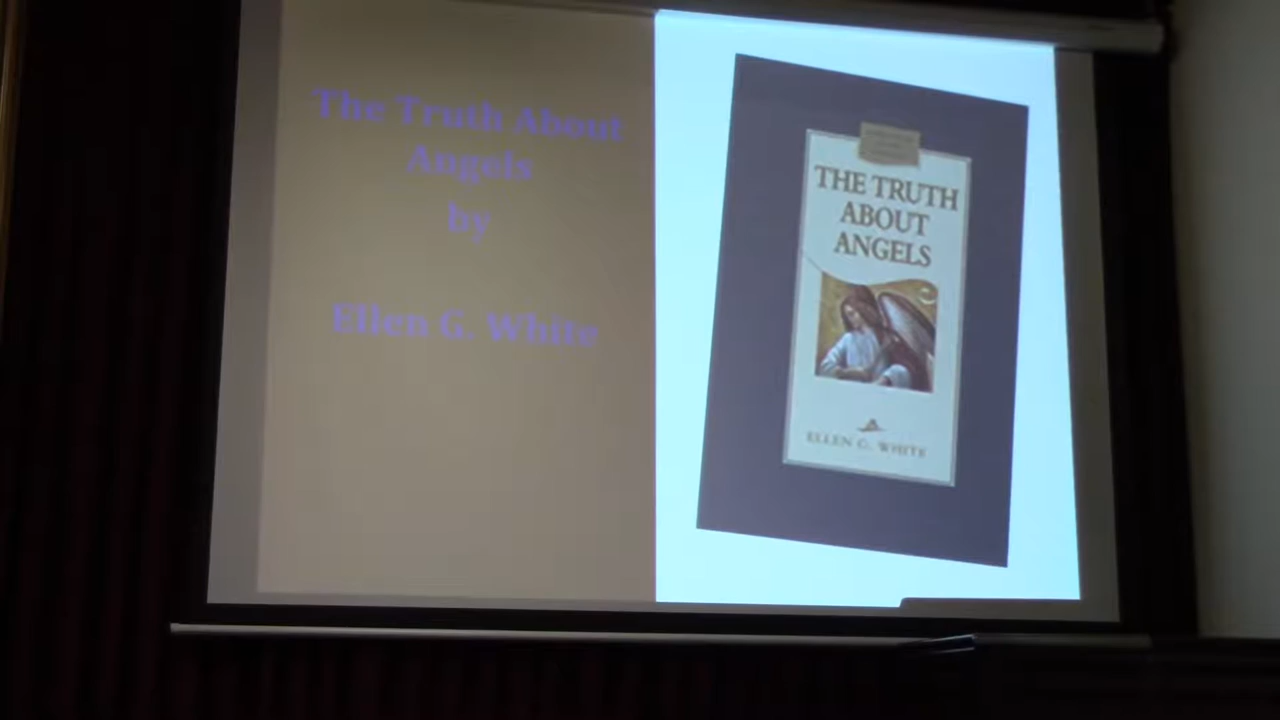 The Truth About
Angels
by
Ellen G. White
THE TRUTH
ABOUT
ANGELS
ELLEN G. WHITE